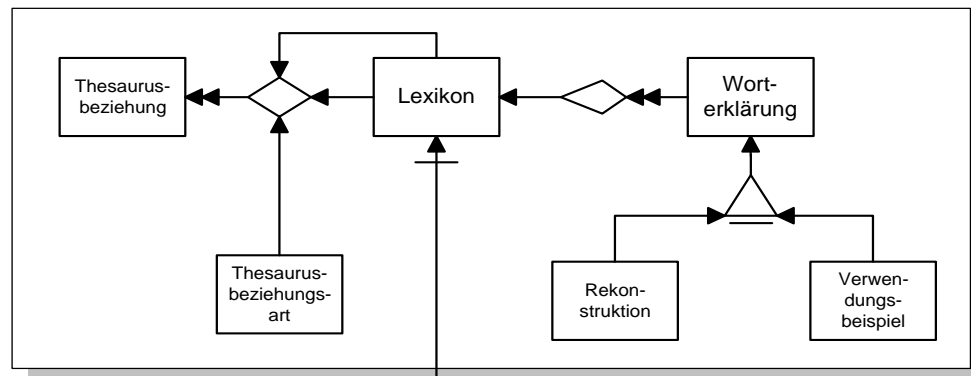 Thesaurus-
beziehung
Lexikon
Wort-
erklärung
Thesaurus-
beziehungs-
art
Rekon-
struktion
Verwen-
dungs-
beispiel